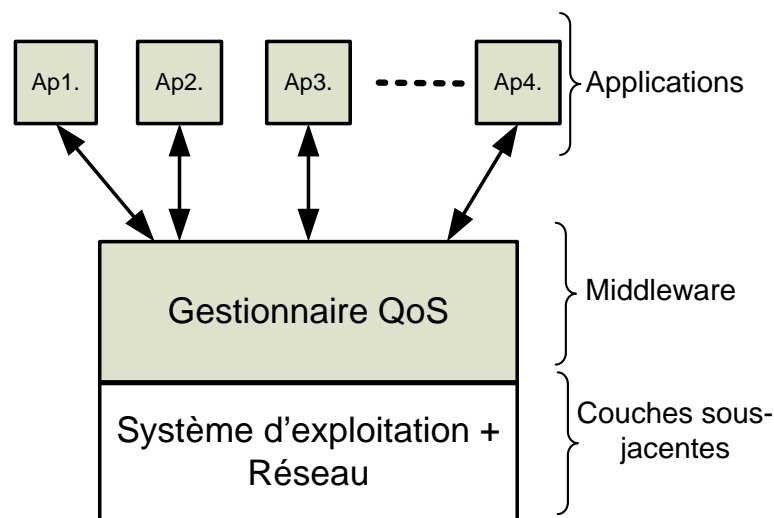 Ap1.
Ap2.
Ap3.
Ap4.
Applications
Gestionnaire QoS
Middleware
Système d'exploitation +
Réseau
Couches sous-
jacentes